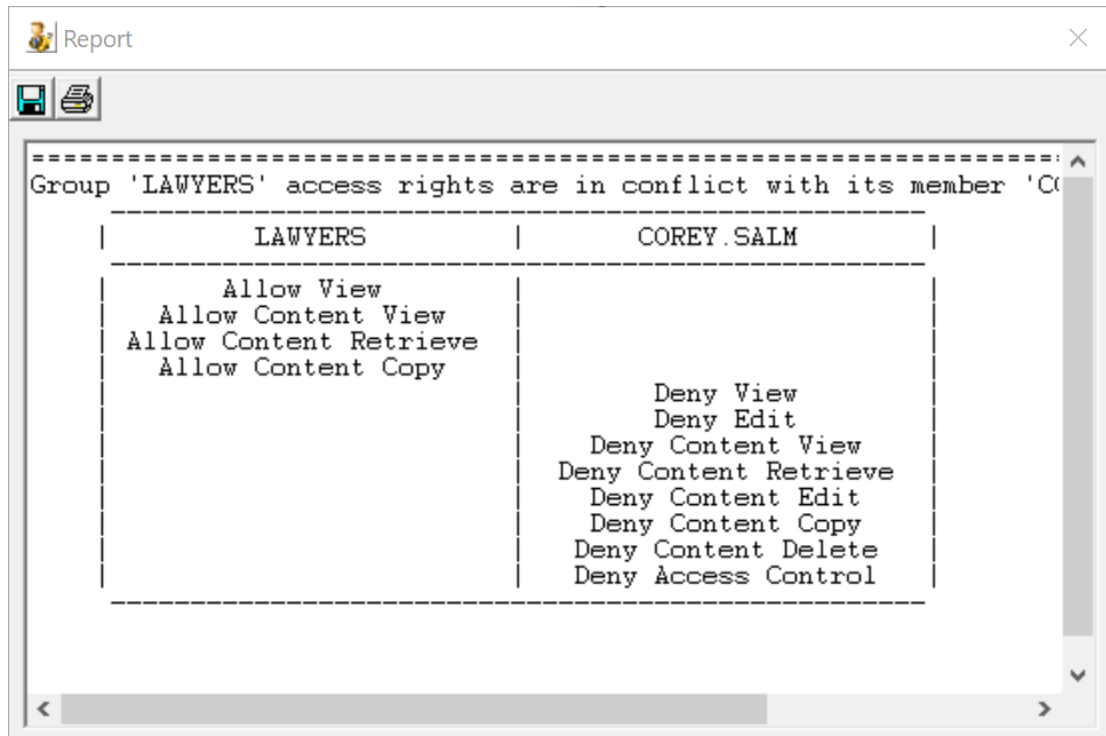 Report
======================================================================
Group 'LAWYERS' access rights are in conflict with its member
LAWYERS | COREY.SALM
Allow View
Allow Content View
Allow Content Retrieve
Allow Content Copy
Deny View
Deny Edit
Deny Content View
Deny Content Retrieve
Deny Content Edit
Deny Content Copy
Deny Content Delete
Deny Access Control